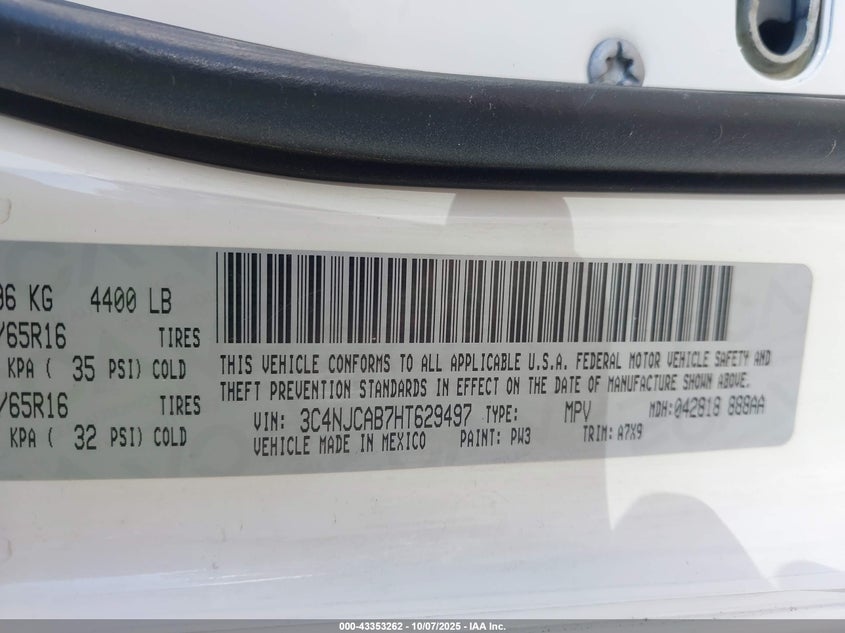 96 KG 4400 LB
/65R16 TIRES
KPA ( 35 PSI) COLD
/65R16 TIRES
KPA ( 32 PSI) COLD
THIS VEHICLE CONFORMS TO ALL APPLICABLE U.S.A. FEDERAL MOTOR VEHICLE SAFETY AND
THEFT PREVENTION STANDARDS IN EFFECT ON THE DATE OF MANUFACTURE SHOWN ABOVE.
VIN: 3C4NJCAB7HT629497 TYPE: MPV MDH: 042818 888AA
VEHICLE MADE IN MEXICO PAINT: PW3 TRIM: A7X9
000-43353262 - 10/07/2025 - IAA Inc.